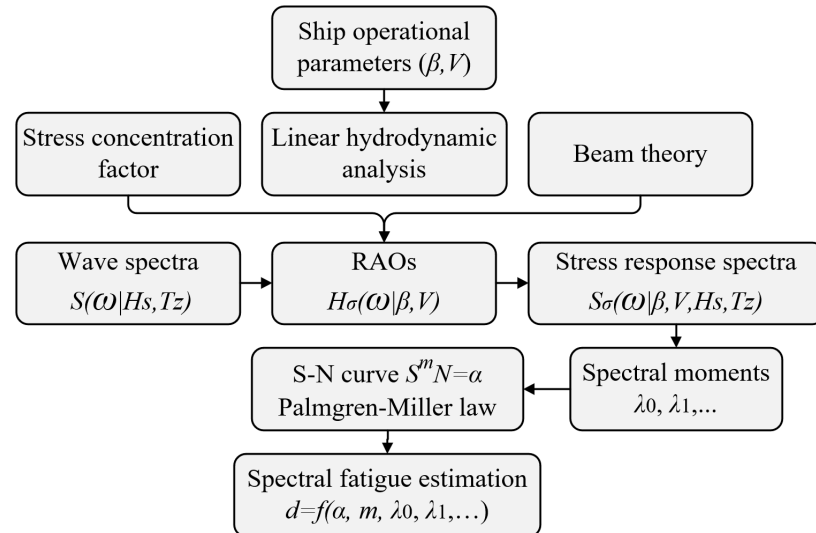 Ship operational
parameters (β,V)
Stress concentration
factor
Linear hydrodynamic
analysis
Beam theory
Wave spectra
S(ω|Hs,Tz)
RAOs
Hσ(ω|β,V)
Stress response spectra
Sσ(ω|β,V,Hs,Tz)
S-N curve SᵐN=α
Palmgren-Miller law
Spectral moments
λ0, λ1,...
Spectral fatigue estimation
d=f(α, m, λ0, λ1,…)